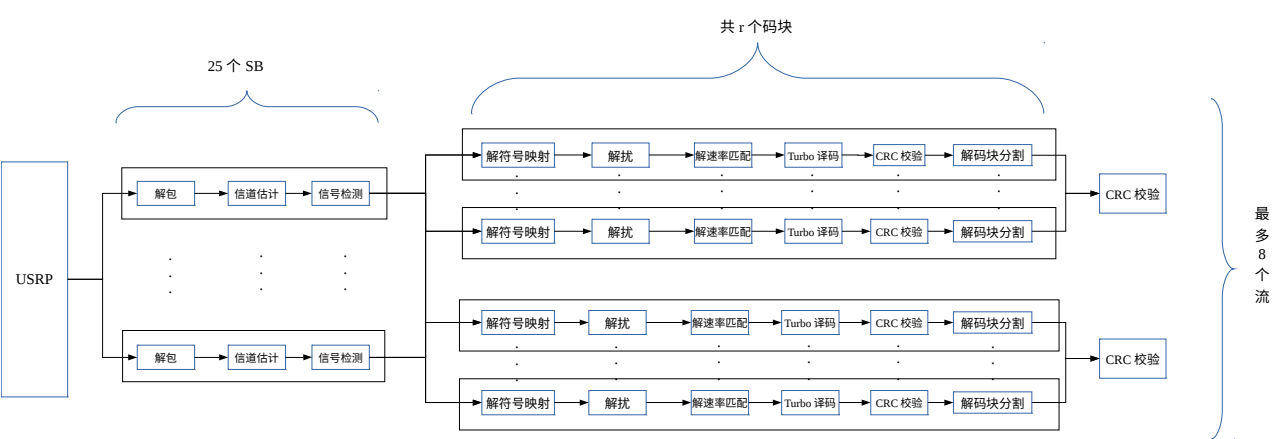 共 r 个码块
25 个 SB
USRP
解包
信道估计
信号检测
解包
信道估计
信号检测
解符号映射
解扰
解速率匹配
Turbo 译码
CRC 校验
解码块分割
解符号映射
解扰
解速率匹配
Turbo 译码
CRC 校验
解码块分割
CRC 校验
解符号映射
解扰
解速率匹配
Turbo 译码
CRC 校验
解码块分割
解符号映射
解扰
解速率匹配
Turbo 译码
CRC 校验
解码块分割
CRC 校验
最
多
8
个
流